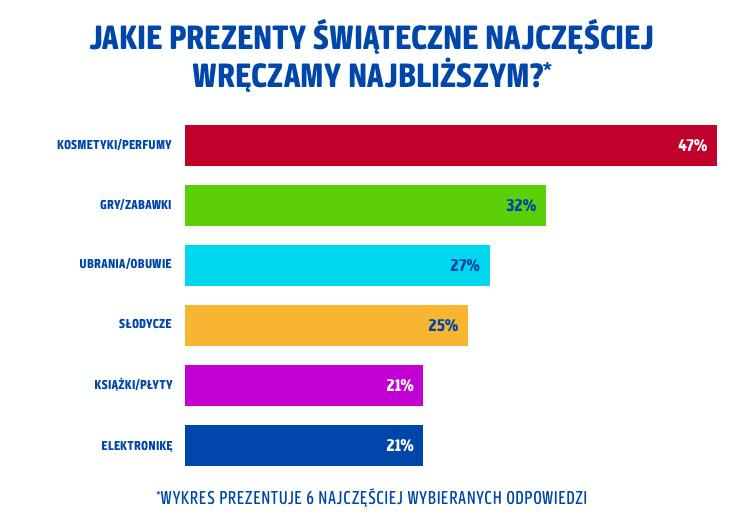 JAKIE PREZENTY ŚWIĄTECZNE NAJCZĘŚCIEJ
WRĘCZAMY NAJBLIŻSZYM?*
KOSMETYKI/PERFUMY 47%
GRY/ZABAWKI 32%
UBRANIA/OBUWIE 27%
SŁODYCZE 25%
KSIĄŻKI/PŁYTY 21%
ELEKTRONIKĘ 21%
*WYKRES PREZENTUJE 6 NAJCZĘŚCIEJ WYBIERANYCH ODPOWIEDZI